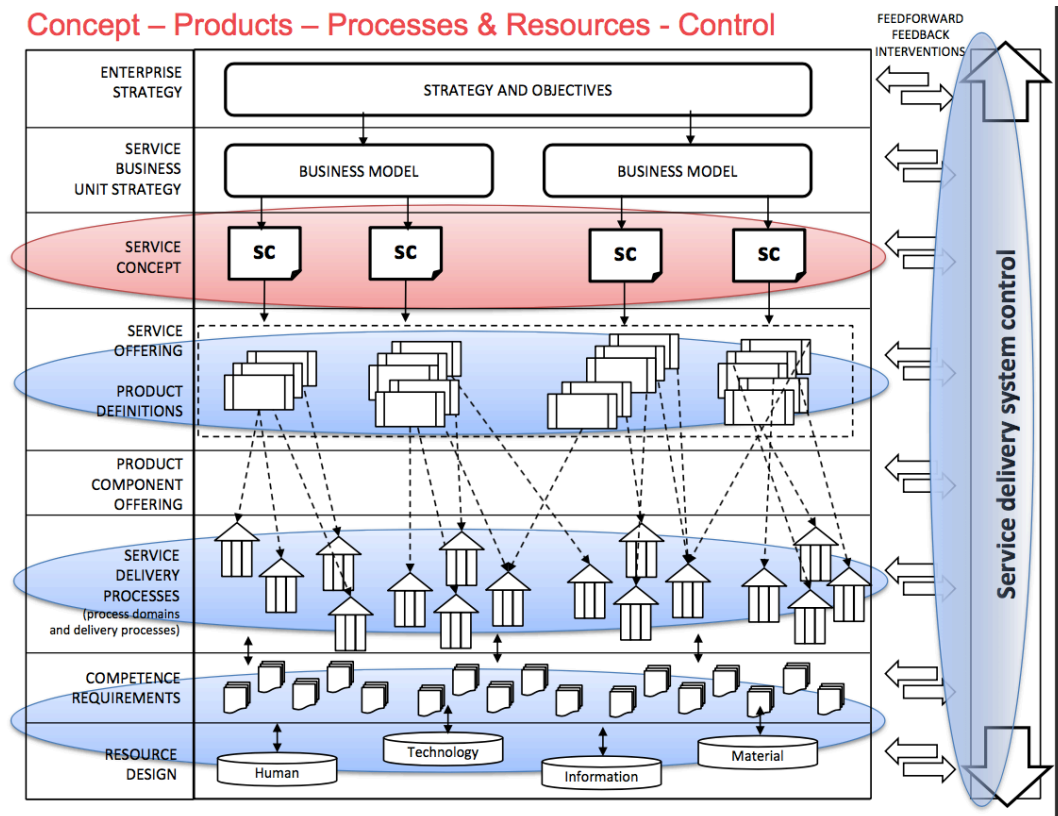 Concept – Products – Processes & Resources - Control
FEEDFORWARD
FEEDBACK
INTERVENTIONS
ENTERPRISE
STRATEGY
STRATEGY AND OBJECTIVES
SERVICE
BUSINESS
UNIT STRATEGY
BUSINESS MODEL
BUSINESS MODEL
SERVICE
CONCEPT
SC
SC
SC
SC
SERVICE
OFFERING
PRODUCT
DEFINITIONS
PRODUCT
COMPONENT
OFFERING
SERVICE
DELIVERY
PROCESSES
(process domains
and delivery processes)
COMPETENCE
REQUIREMENTS
RESOURCE
DESIGN
Human
Technology
Information
Material
Service delivery system control